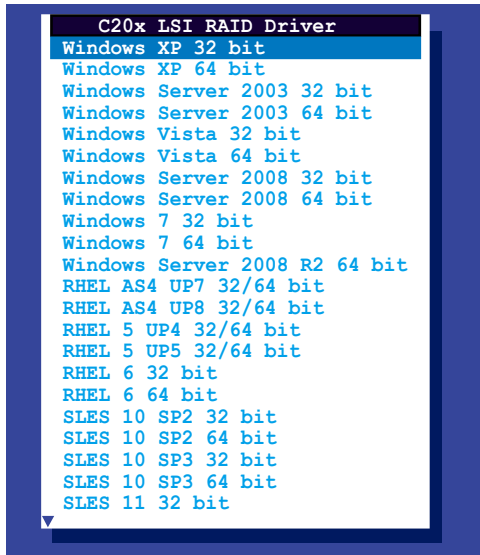 C20x LSI RAID Driver
Windows XP 32 bit
Windows XP 64 bit
Windows Server 2003 32 bit
Windows Server 2003 64 bit
Windows Vista 32 bit
Windows Vista 64 bit
Windows Server 2008 32 bit
Windows Server 2008 64 bit
Windows 7 32 bit
Windows 7 64 bit
Windows Server 2008 R2 64 bit
RHEL AS4 UP7 32/64 bit
RHEL AS4 UP8 32/64 bit
RHEL 5 UP4 32/64 bit
RHEL 5 UP5 32/64 bit
RHEL 6 32 bit
RHEL 6 64 bit
SLES 10 SP2 32 bit
SLES 10 SP2 64 bit
SLES 10 SP3 32 bit
SLES 10 SP3 64 bit
SLES 11 32 bit